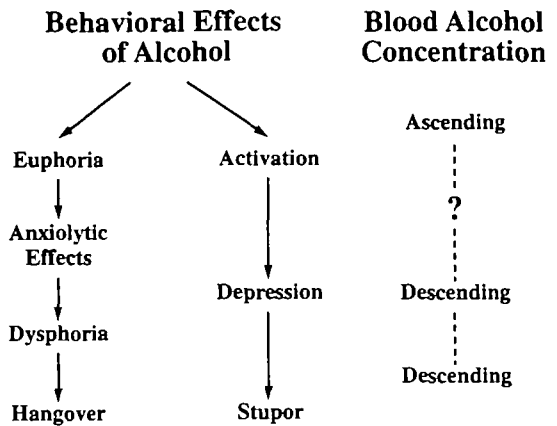 Behavioral Effects
of Alcohol
Blood Alcohol
Concentration
Ascending
Euphoria
Activation
?
Anxiolytic
Effects
Depression
Descending
Dysphoria
Descending
Hangover
Stupor